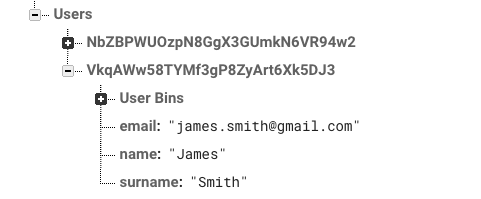 Users
NbZBPWUOzpN8GgX3GUmkN6VR94w2
VkqAWw58TYMf3gP8ZyArt6Xk5DJ3
User Bins
email: "james.smith@gmail.com"
name: "James"
surname: "Smith"